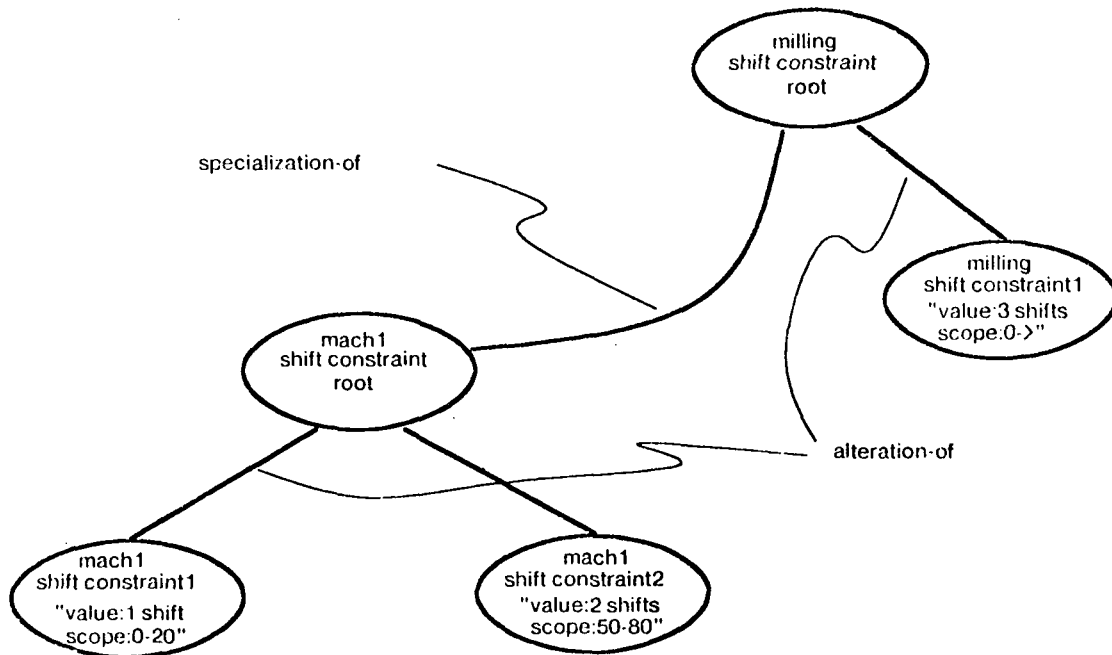 milling
shift constraint
root
specialization-of
milling
shift constraint1
"value:3 shifts
scope:0->"
mach1
shift constraint
root
alteration-of
mach1
shift constraint1
"value:1 shift
scope:0-20"
mach1
shift constraint2
"value:2 shifts
scope:50-80"